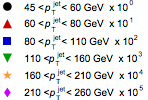 45 < p_T^jet < 60 GeV x 10^0
60 < p_T^jet < 80 GeV x 10^1
80 < p_T^jet < 110 GeV x 10^2
110 < p_T^jet < 160 GeV x 10^3
160 < p_T^jet < 210 GeV x 10^4
210 < p_T^jet < 260 GeV x 10^5